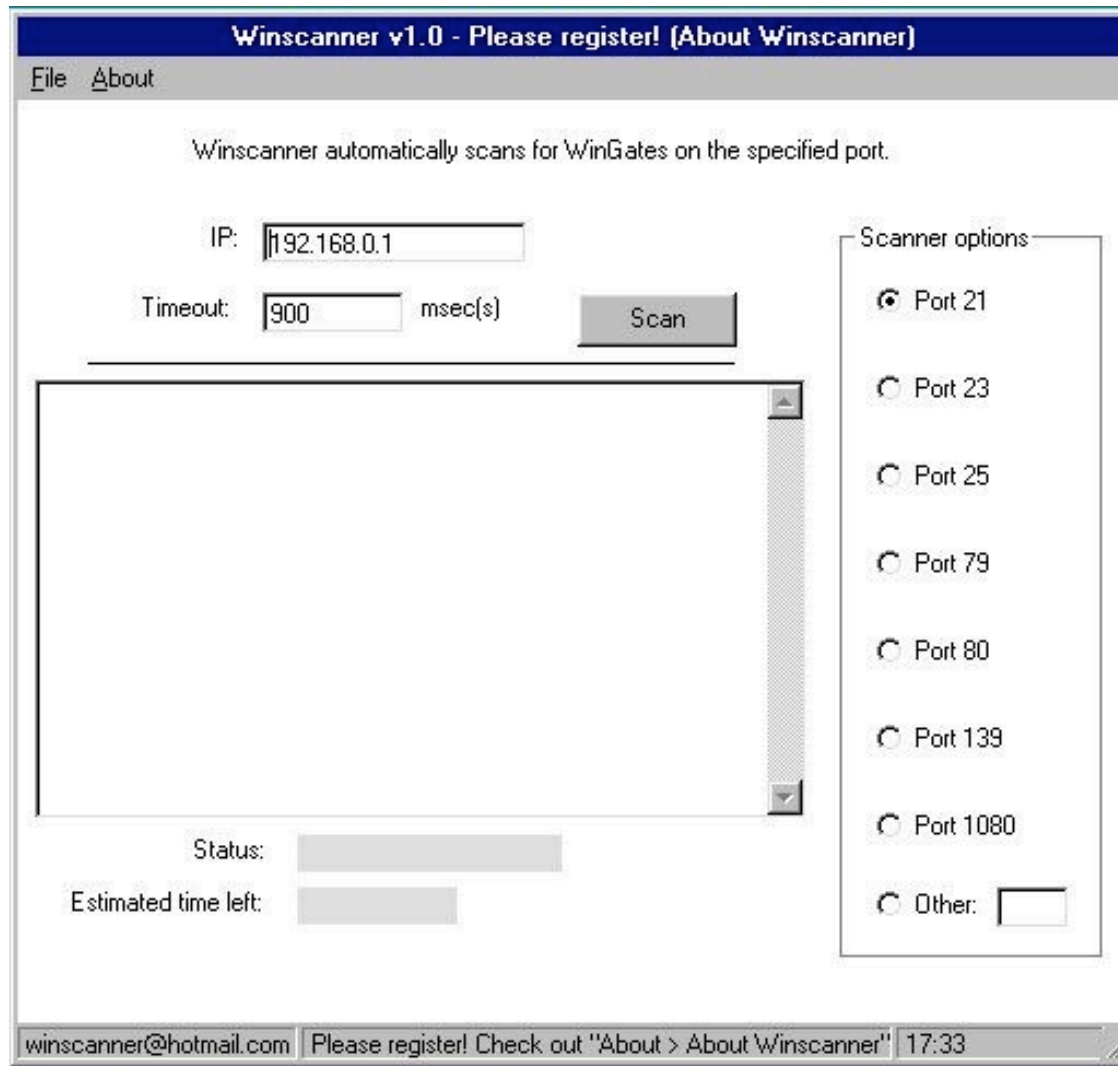 Winscanner v1.0 - Please register! (About Winscanner)
File About
Winscanner automatically scans for WinGates on the specified port.
IP: 192.168.0.1
Timeout: 900 msec(s)
Scan
Scanner options
Port 21
Port 23
Port 25
Port 79
Port 80
Port 139
Port 1080
Other:
Status:
Estimated time left:
winscanner@hotmail.com Please register! Check out "About > About Winscanner" 17:33